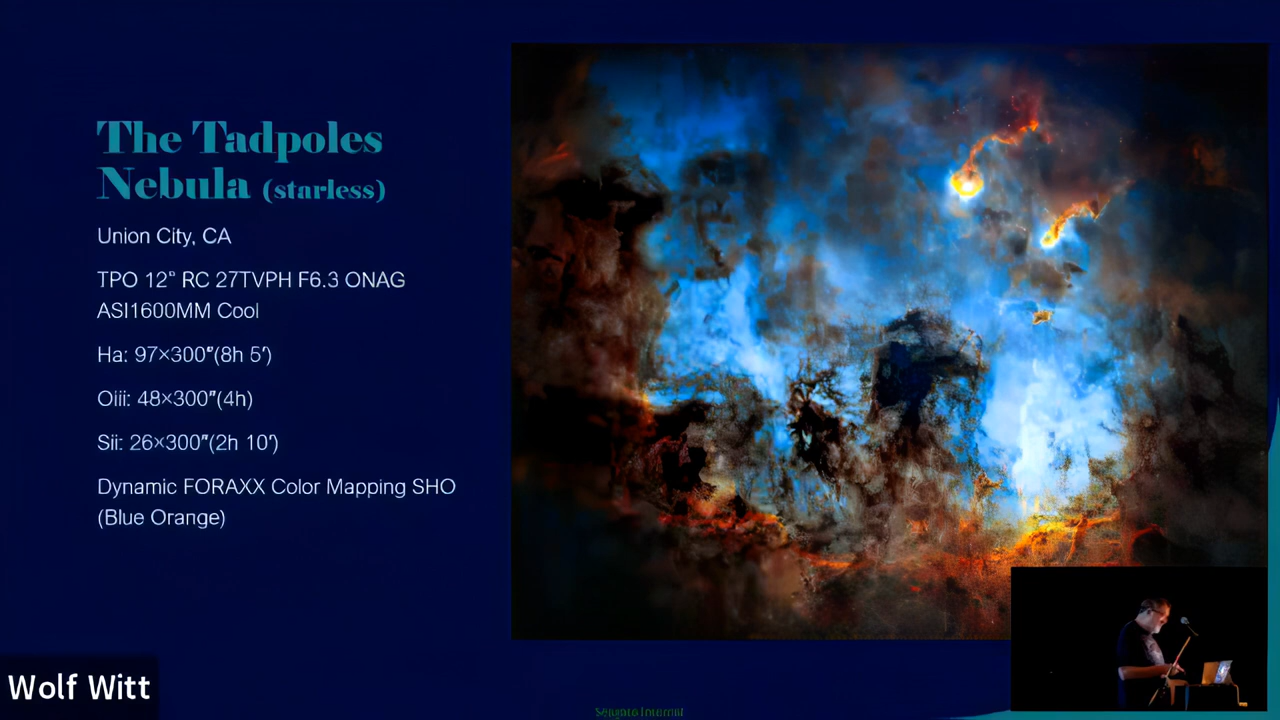 The Tadpoles
Nebula (starless)
Union City, CA
TPO 12" RC 27TVPH F6.3 ONAG
ASI1600MM Cool
Ha: 97×300"(8h 5')
Oiii: 48×300"(4h)
Sii: 26×300"(2h 10')
Dynamic FORAXX Color Mapping SHO
(Blue Orange)
Wolf Witt